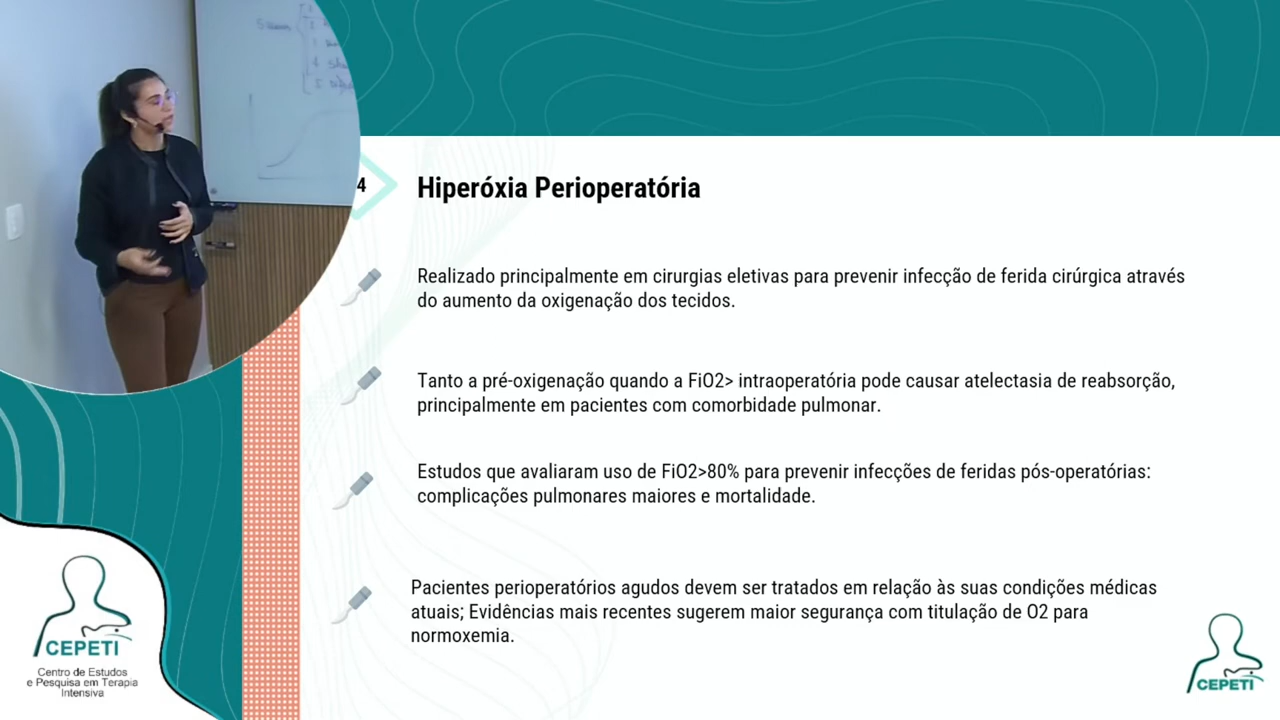 4
Hiperóxia Perioperatória
Realizado principalmente em cirurgias eletivas para prevenir infecção de ferida cirúrgica através
do aumento da oxigenação dos tecidos.
Tanto a pré-oxigenação quando a FiO2> intraoperatória pode causar atelectasia de reabsorção,
principalmente em pacientes com comorbidade pulmonar.
Estudos que avaliaram uso de FiO2>80% para prevenir infecções de feridas pós-operatórias:
complicações pulmonares maiores e mortalidade.
Pacientes perioperatórios agudos devem ser tratados em relação às suas condições médicas
atuais; Evidências mais recentes sugerem maior segurança com titulação de O2 para
normoxemia.
CEPETI
Centro de Estudos
e Pesquisa em Terapia
Intensiva
CEPETI